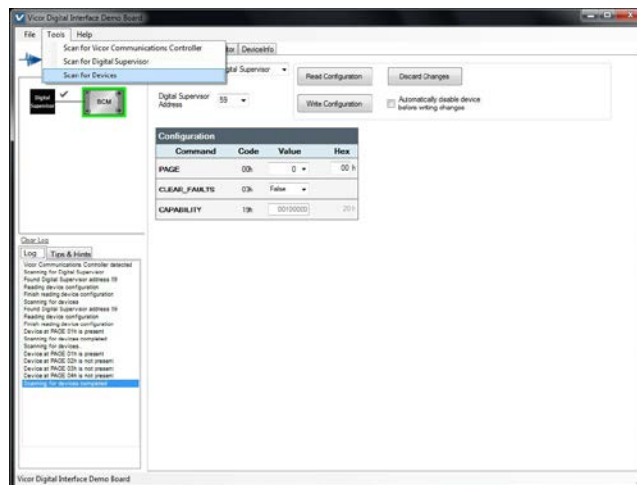 Vicor Digital Interface Demo Board
File Tools Help
Scan for Vicor Communications Controller
Scan for Digital Supervisor
Scan for Devices
DeviceInfo
Supervisor
Read Configuration
Discard Changes
Digital Supervisor
BCM
Digital Supervisor Address 59
Write Configuration
Automatically disable device before writing changes
Configuration
Command Code Value Hex
PAGE 00h 0 00 h
CLEAR_FAULTS 03h False
CAPABILITY 19h 00100000 20 h
Clear Log
Log Tips & Hints
Vicor Communications Controller detected
Scanning for Digital Supervisor
Found Digital Supervisor address 59
Reading device configuration
Finish reading device configuration
Scanning for devices
Found Digital Supervisor address 59
Reading device configuration
Finish reading device configuration
Device at PAGE 01h is present
Scanning for devices completed
Scanning for devices.
Device at PAGE 01h is present
Device at PAGE 02h is not present
Device at PAGE 03h is not present
Device at PAGE 04h is not present
Scanning for devices completed
Vicor Digital Interface Demo Board